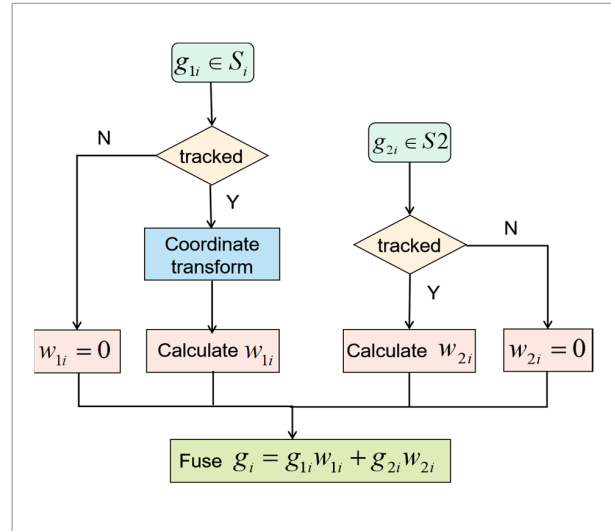 g₁ᵢ ∈ Sᵢ
N
tracked
Y
Coordinate
transform
w₁ᵢ = 0
Calculate w₁ᵢ
g₂ᵢ ∈ S2
tracked
N
Y
Calculate w₂ᵢ
w₂ᵢ = 0
Fuse gᵢ = g₁ᵢw₁ᵢ + g₂ᵢw₂ᵢ